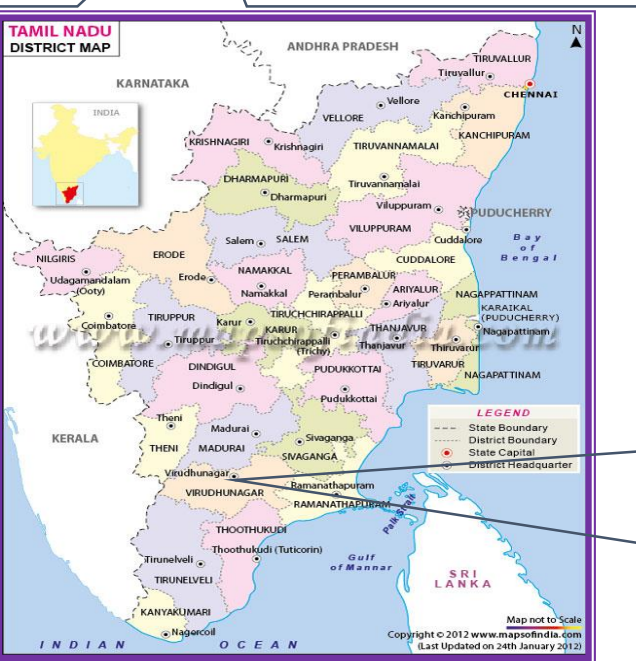 TAMIL NADU
DISTRICT MAP
N
ANDHRA PRADESH
KARNATAKA
INDIA
TIRUVALLUR
Tiruvallur
CHENNAI
Vellore
VELLORE
Kanchipuram
KANCHIPURAM
KRISHNAGIRI
Krishnagiri
TIRUVANNAMALAI
Tiruvannamalai
DHARMAPURI
Dharmapuri
Viluppuram
VILUPPURAM
PUDUCHERRY
Cuddalore
CUDDALORE
Bay
of
Bengal
Salem
SALEM
NILGIRIS
Udagamandalam
(Ooty)
ERODE
Erode
NAMAKKAL
Namakkal
PERAMBALUR
Perambalur
ARIYALUR
Ariyalur
NAGAPPATTINAM
KARAIKAL
(PUDUCHERRY)
Nagapattinam
Coimbatore
COIMBATORE
TIRUPPUR
Tiruppur
Karur
KARUR
TIRUCHCHIRAPPALLI
Tiruchchirappalli
(Trichy)
THANJAVUR
Thanjavur
Thiruvarur
TIRUVARUR
NAGAPATTINAM
www.mapsofindia.com
DINDIGUL
Dindigul
PUDUKKOTTAI
Pudukkottai
Theni
THENI
KERALA
Madurai
MADURAI
Sivaganga
SIVAGANGA
Virudhunagar
VIRUDHUNAGAR
Ramanathapuram
RAMANATHAPURAM
LEGEND
State Boundary
District Boundary
State Capital
District Headquarter
Palk Strait
THOOTHUKUDI
Thoothukudi (Tuticorin)
Tirunelveli
TIRUNELVELI
Gulf
of Mannar
SRI
LANKA
KANYAKUMARI
Nagercoil
INDIAN OCEAN
Map not to Scale
Copyright © 2012 www.mapsofindia.com
(Last Updated on 24th January 2012)